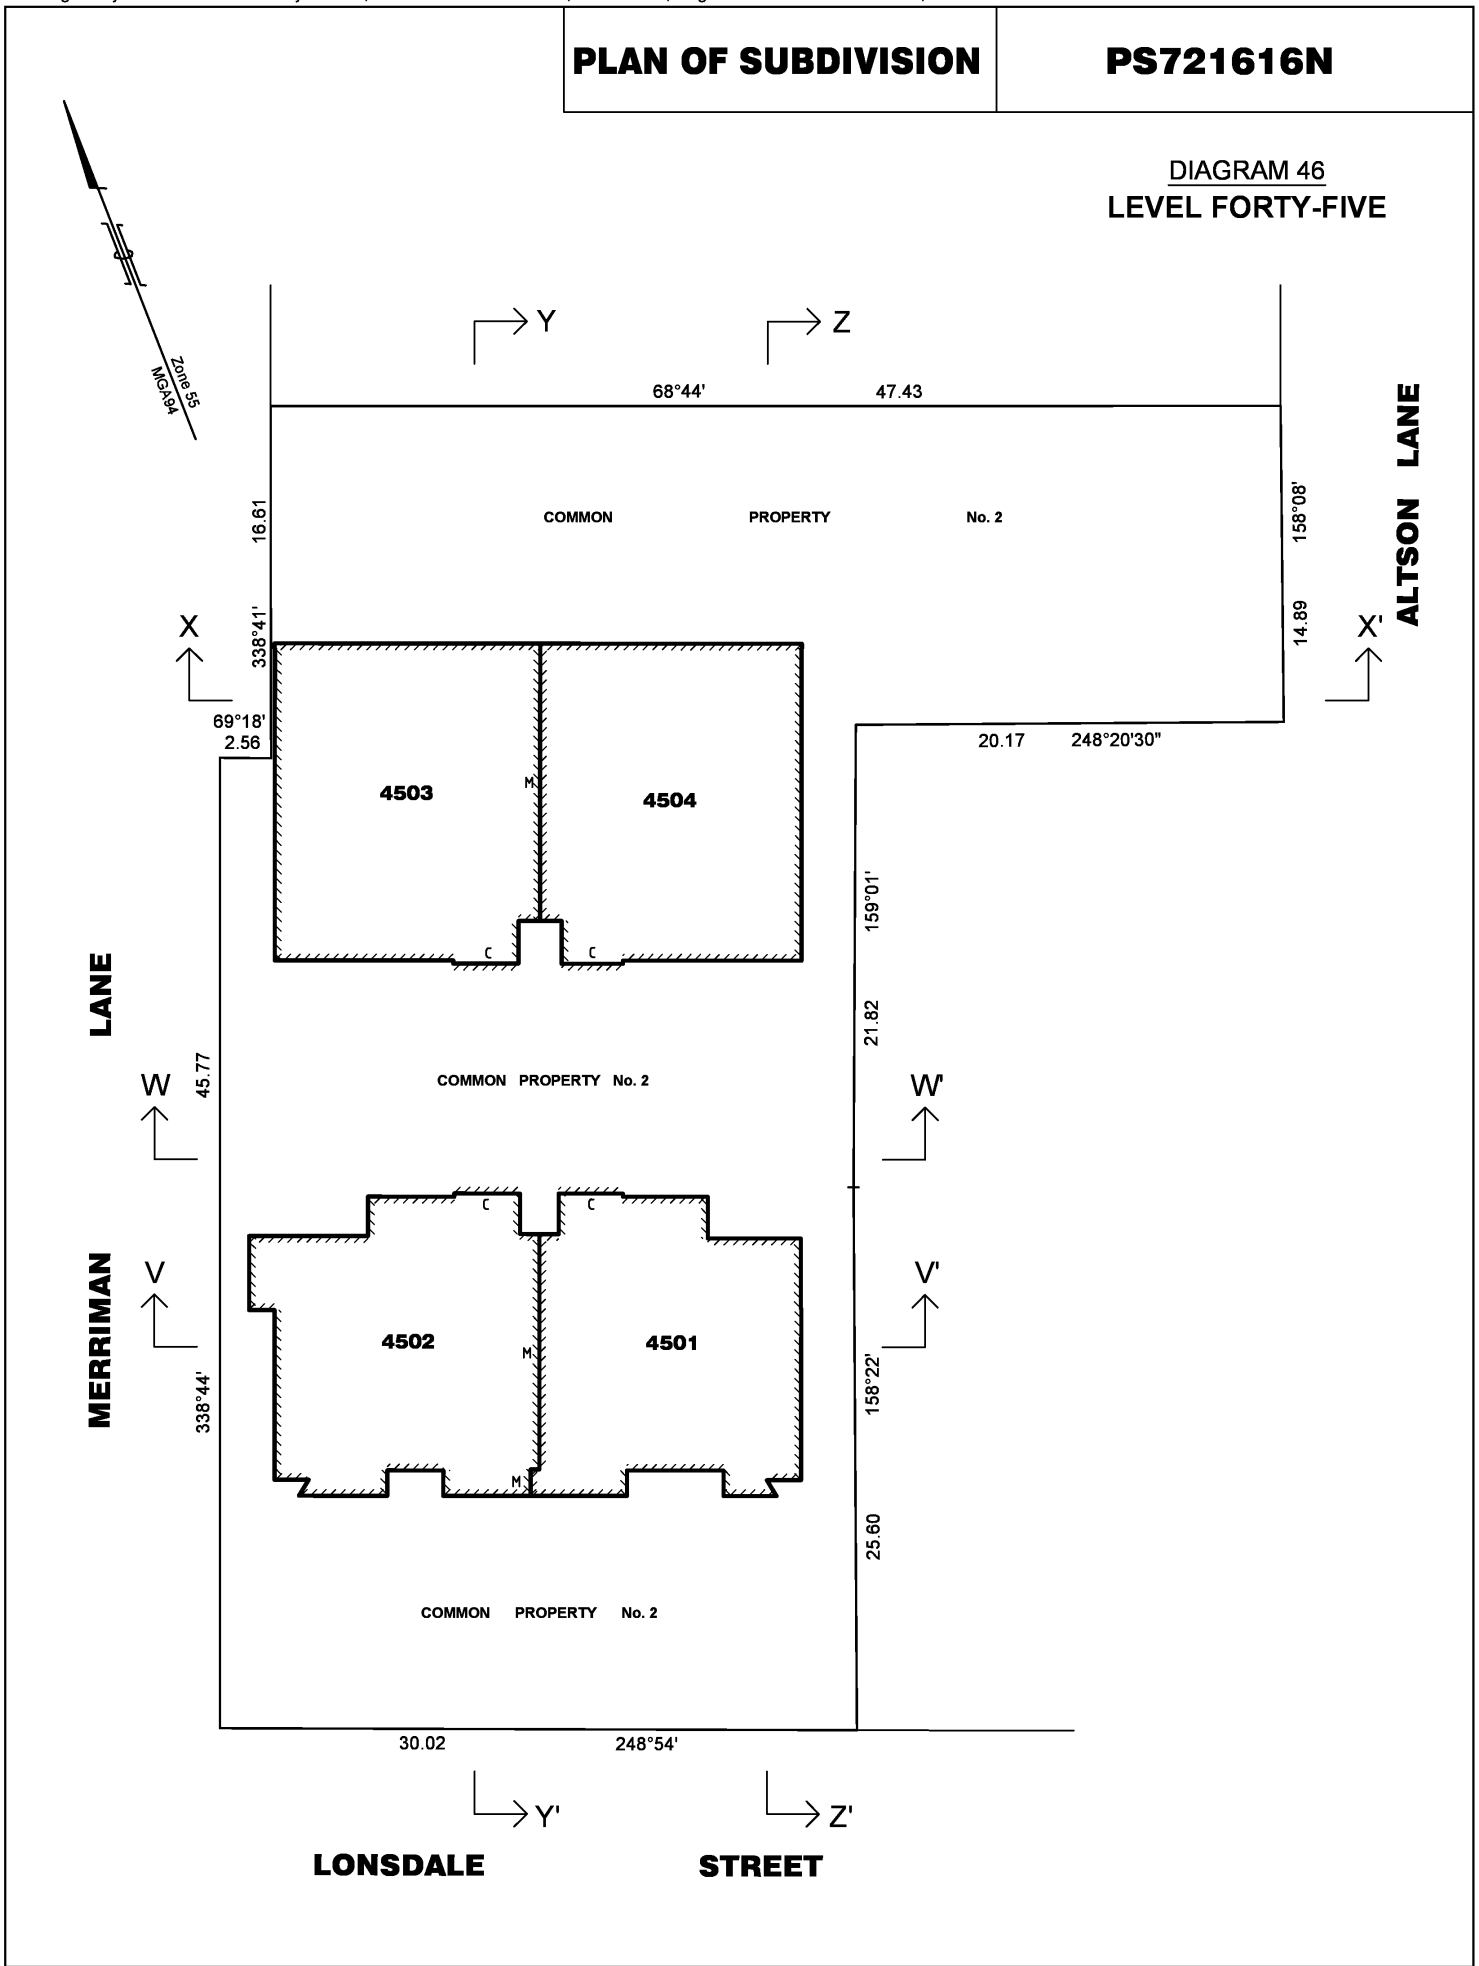 PLAN OF SUBDIVISION
PS721616N
DIAGRAM 46
LEVEL FORTY-FIVE
Zone 55
MGA94
Y
Z
68°44'
47.43
ALTSON LANE
16.61
338°41'
COMMON PROPERTY No. 2
158°08'
14.89
X
X'
69°18'
2.56
20.17
248°20'30"
4503
M
4504
159°01'
C
C
LANE
21.82
45.77
COMMON PROPERTY No. 2
W
W'
C
C
MERRIMAN
V
V'
4502
M
4501
338°44'
158°22'
M
25.60
COMMON PROPERTY No. 2
30.02
248°54'
Y'
Z'
LONSDALE STREET